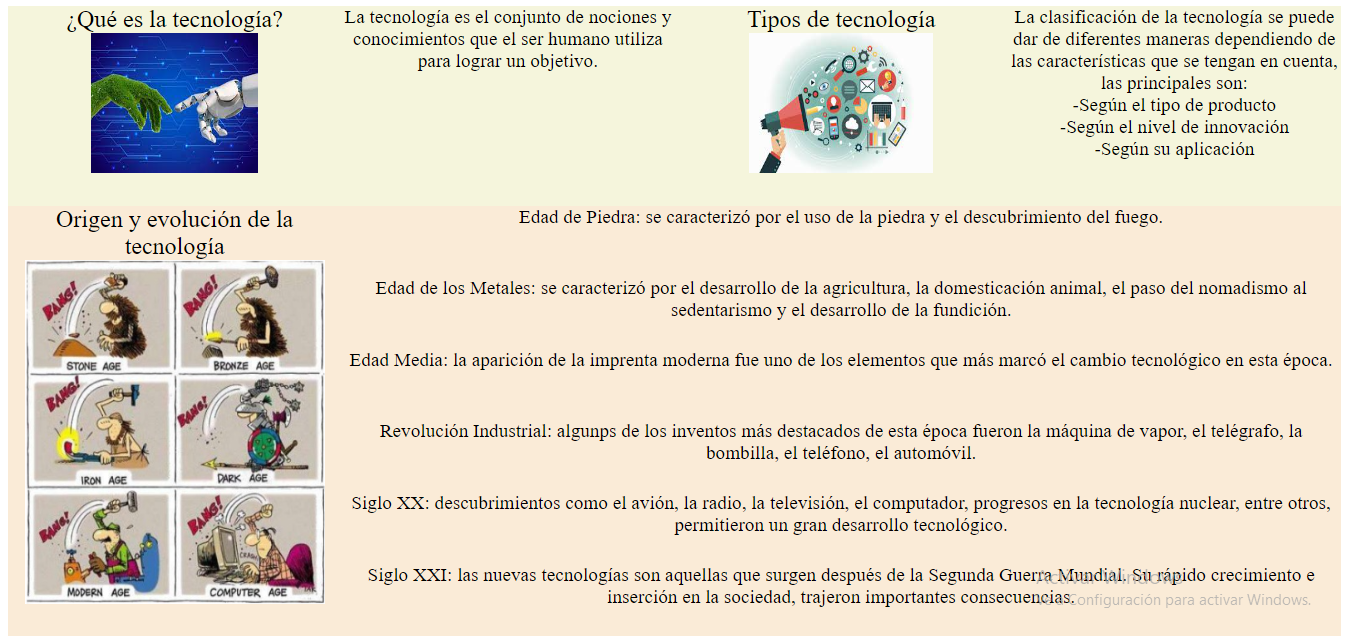 ¿Qué es la tecnología?
La tecnología es el conjunto de nociones y
conocimientos que el ser humano utiliza
para lograr un objetivo.
Tipos de tecnología
La clasificación de la tecnología se puede
dar de diferentes maneras dependiendo de
las características que se tengan en cuenta,
las principales son:
-Según el tipo de producto
-Según el nivel de innovación
-Según su aplicación
Origen y evolución de la
tecnología
BANG!
STONE AGE
BANG!
BRONZE AGE
BANG!
IRON AGE
BANG!
DARK AGE
BANG!
MODERN AGE
BANG!
CRASH
COMPUTER AGE
Edad de Piedra: se caracterizó por el uso de la piedra y el descubrimiento del fuego.
Edad de los Metales: se caracterizó por el desarrollo de la agricultura, la domesticación animal, el paso del nomadismo al
sedentarismo y el desarrollo de la fundición.
Edad Media: la aparición de la imprenta moderna fue uno de los elementos que más marcó el cambio tecnológico en esta época.
Revolución Industrial: algunps de los inventos más destacados de esta época fueron la máquina de vapor, el telégrafo, la
bombilla, el teléfono, el automóvil.
Siglo XX: descubrimientos como el avión, la radio, la televisión, el computador, progresos en la tecnología nuclear, entre otros,
permitieron un gran desarrollo tecnológico.
Siglo XXI: las nuevas tecnologías son aquellas que surgen después de la Segunda Guerra Mundial. Su rápido crecimiento e
inserción en la sociedad, trajeron importantes consecuencias.
Activar Windows
Ve a Configuración para activar Windows.